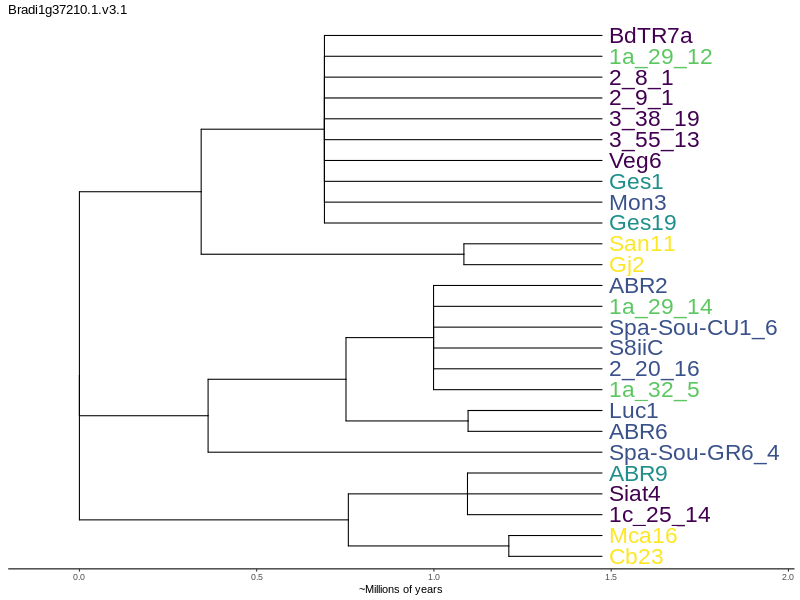 Bradi1g37210.1.v3.1
BdTR7a
1a_29_12
2_8_1
2_9_1
3_38_19
3_55_13
Veg6
Ges1
Mon3
Ges19
San11
Gj2
ABR2
1a_29_14
Spa-Sou-CU1_6
S8iiC
2_20_16
1a_32_5
Luc1
ABR6
Spa-Sou-GR6_4
ABR9
Siat4
1c_25_14
Mca16
Cb23
0.0 0.5 1.0 1.5 2.0
~Millions of years